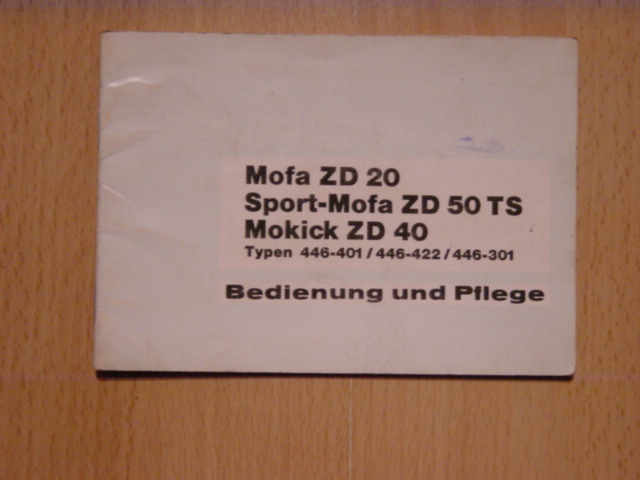 Mofa ZD 20
Sport-Mofa ZD 50 TS
Mokick ZD 40
Typen 446-401/446-422/446-301
Bedienung und Pflege